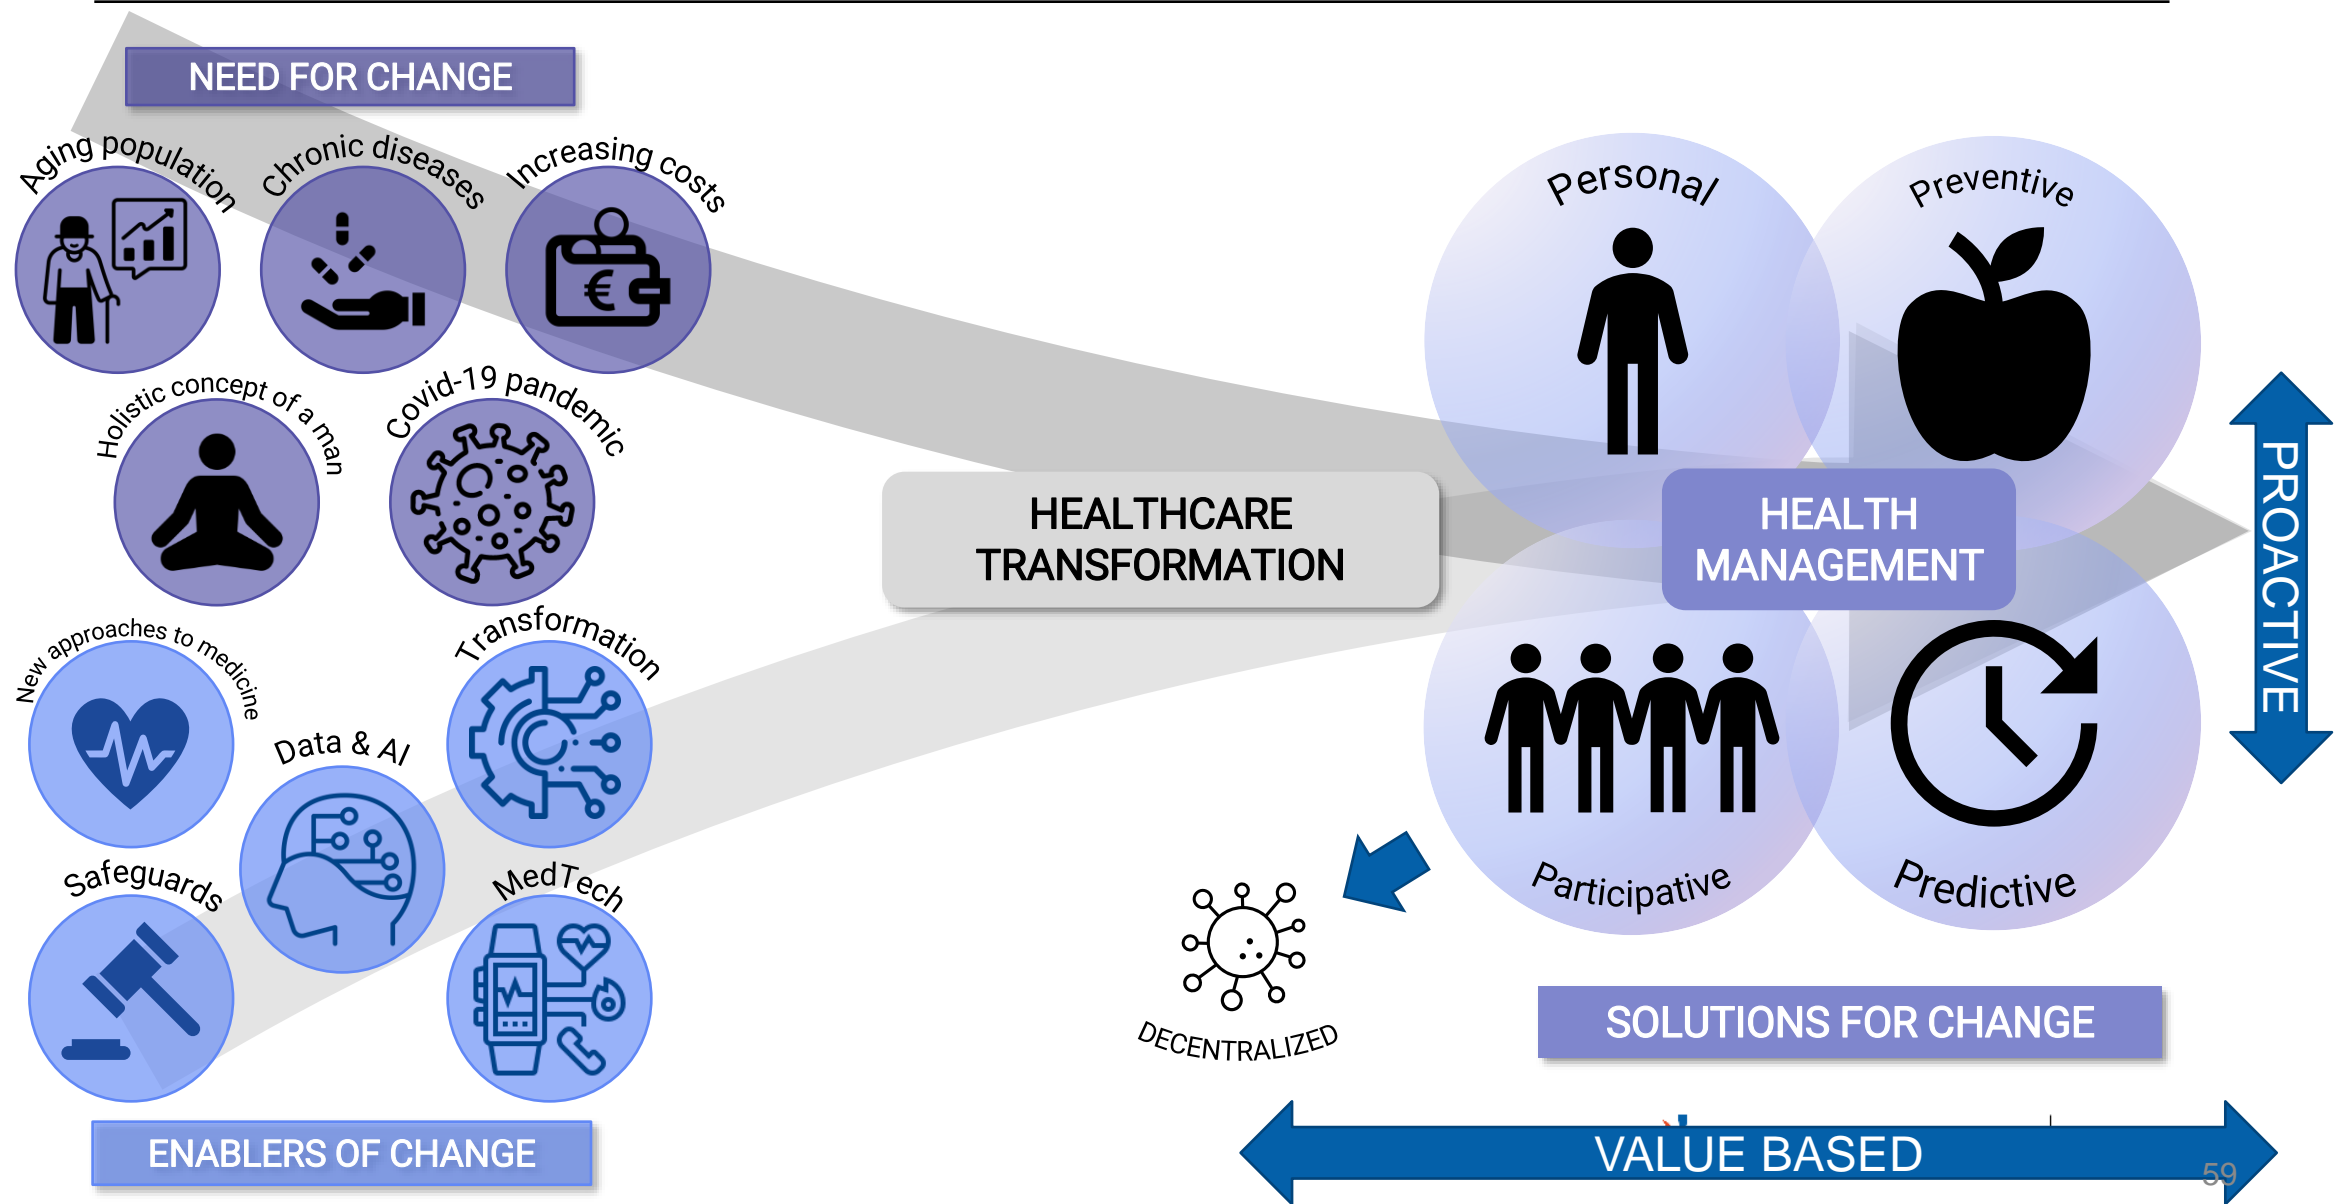 NEED FOR CHANGE
Aging population
Chronic diseases
Increasing costs
€
Holistic concept of a man
Covid-19 pandemic
New approaches to medicine
Transformation
Data & AI
Safeguards
MedTech
ENABLERS OF CHANGE
HEALTHCARE
TRANSFORMATION
Personal
Preventive
HEALTH
MANAGEMENT
Participative
Predictive
PROACTIVE
DECENTRALIZED
SOLUTIONS FOR CHANGE
VALUE BASED
59